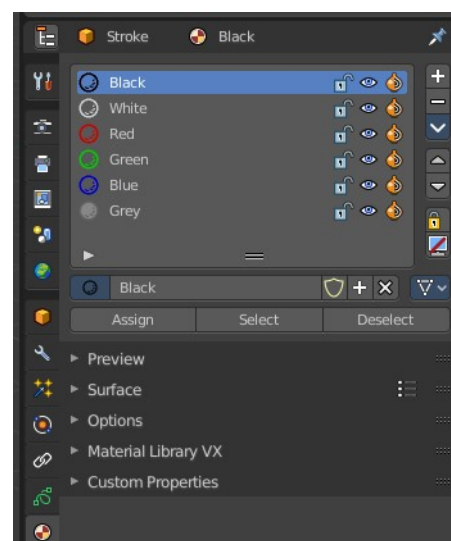 Stroke Black
Black
White
Red
Green
Blue
Grey
Black
Assign Select Deselect
Preview
Surface
Options
Material Library VX
Custom Properties